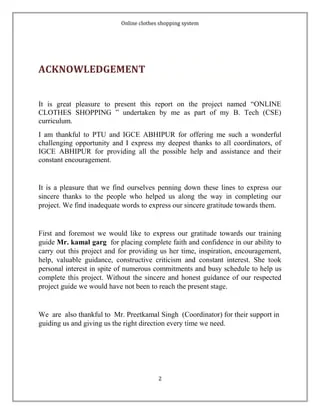 Online clothes shopping system
ACKNOWLEDGEMENT
It is great pleasure to present this report on the project named “ONLINE
CLOTHES SHOPPING ” undertaken by me as part of my B. Tech (CSE)
curriculum.
I am thankful to PTU and IGCE ABHIPUR for offering me such a wonderful
challenging opportunity and I express my deepest thanks to all coordinators, of
IGCE ABHIPUR for providing all the possible help and assistance and their
constant encouragement.
It is a pleasure that we find ourselves penning down these lines to express our
sincere thanks to the people who helped us along the way in completing our
project. We find inadequate words to express our sincere gratitude towards them.
First and foremost we would like to express our gratitude towards our training
guide Mr. kamal garg for placing complete faith and confidence in our ability to
carry out this project and for providing us her time, inspiration, encouragement,
help, valuable guidance, constructive criticism and constant interest. She took
personal interest in spite of numerous commitments and busy schedule to help us
complete this project. Without the sincere and honest guidance of our respected
project guide we would have not been to reach the present stage.
We are also thankful to Mr. Preetkamal Singh (Coordinator) for their support in
guiding us and giving us the right direction every time we need.
2